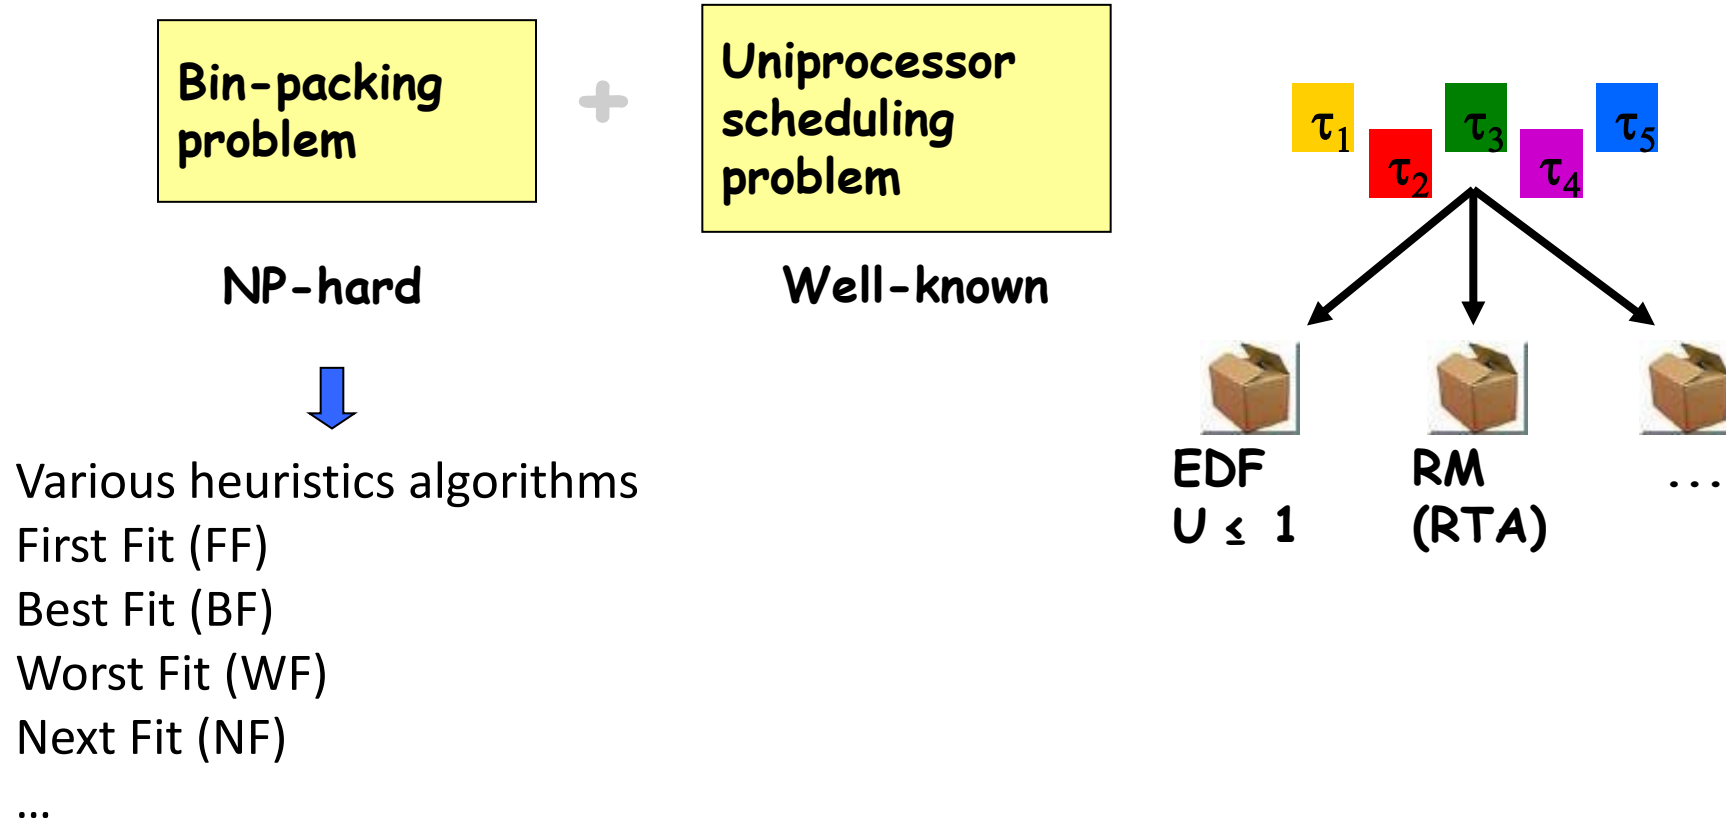 Bin-packing
problem
+
Uniprocessor
scheduling
problem
NP-hard
Well-known
Various heuristics algorithms
First Fit (FF)
Best Fit (BF)
Worst Fit (WF)
Next Fit (NF)
...
τ1
τ2
τ3
τ4
τ5
EDF
U ≤ 1
RM
(RTA)
...